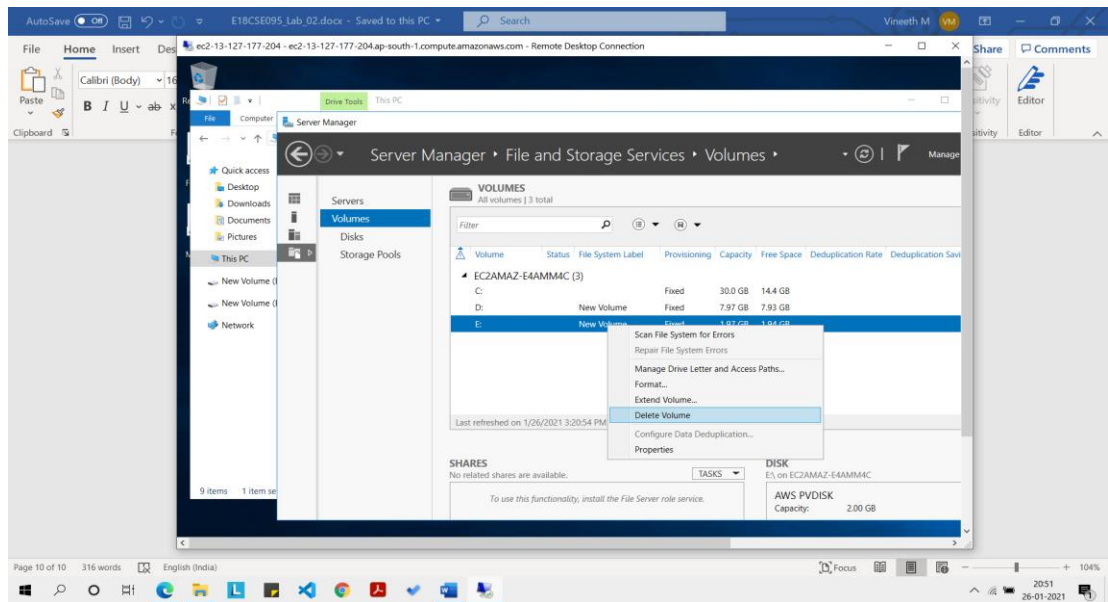 AutoSave Off E18CSE095_Lab_02.docx - Saved to this PC Search Vineeth M VM
File Home Insert Des Share Comments
ec2-13-127-177-204 - ec2-13-127-177-204.ap-south-1.compute.amazonaws.com - Remote Desktop Connection
Calibri (Body) 16
Paste
B I U ab x
Clipboard
Editor
Editor
Drive Tools This PC
File Computer
Server Manager
Server Manager • File and Storage Services • Volumes • Manage
Quick access
Desktop
Downloads
Documents
Pictures
This PC
New Volume (
New Volume (
Network
9 items 1 item se
Servers
Volumes
Disks
Storage Pools
VOLUMES
All volumes | 3 total
Filter
Volume Status File System Label Provisioning Capacity Free Space Deduplication Rate Deduplication Savi
EC2AMAZ-E4AMM4C (3)
C: Fixed 30.0 GB 14.4 GB
D: New Volume Fixed 7.97 GB 7.93 GB
E: New Volume Fixed 1.97 GB 1.94 GB
Scan File System for Errors
Repair File System Errors
Manage Drive Letter and Access Paths...
Format...
Extend Volume...
Delete Volume
Configure Data Deduplication...
Properties
Last refreshed on 1/26/2021 3:20:54 PM
SHARES
No related shares are available.
TASKS
To use this functionality, install the File Server role service.
DISK
E:\ on EC2AMAZ-E4AMM4C
AWS PVDISK
Capacity: 2.00 GB
Page 10 of 10 316 words English (India) Focus 104%
20:51
26-01-2021